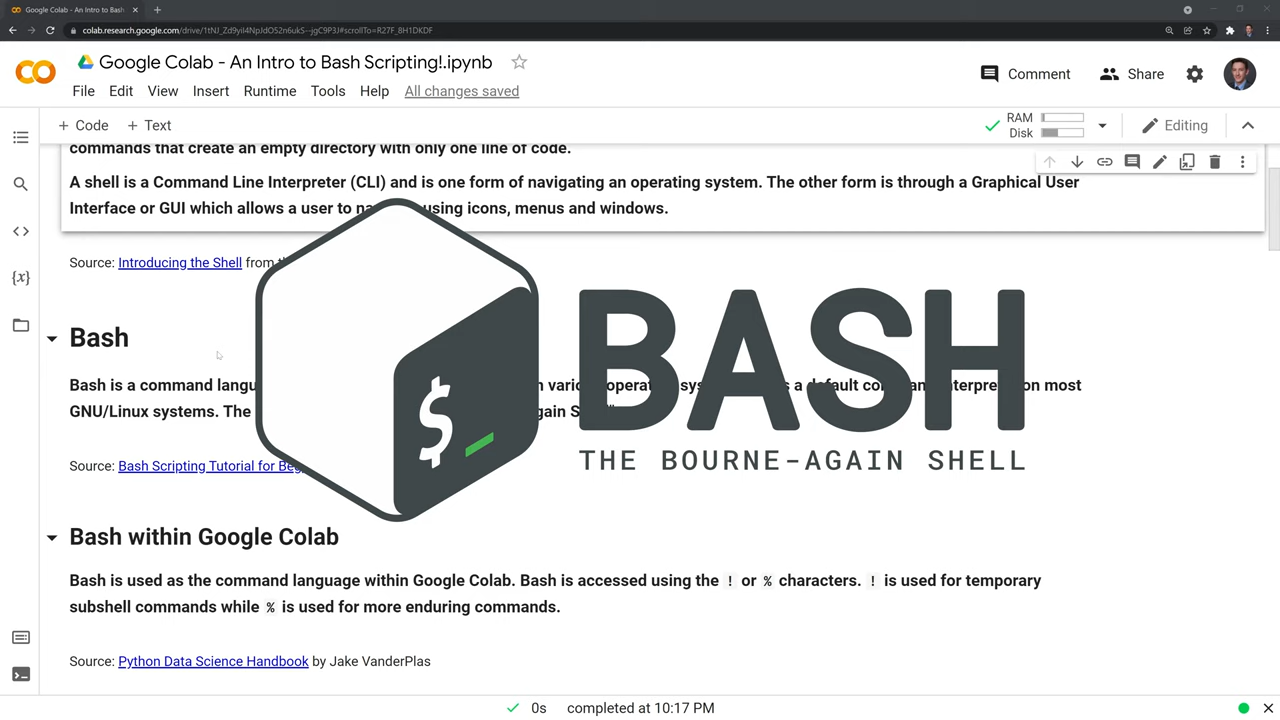 Google Colab - An Intro to Bash
colab.research.google.com/drive/1tNJ_Zd9yil4NpJdO52n6ukS--jgC9P3J#scrollTo=R27F_8H1DKDF
CO
Google Colab - An Intro to Bash Scripting!.ipynb
Comment
Share
File Edit View Insert Runtime Tools Help All changes saved
+ Code + Text
RAM
Disk
Editing
commands that create an empty directory with only one line of code.
A shell is a Command Line Interpreter (CLI) and is one form of navigating an operating system. The other form is through a Graphical User
Interface or GUI which allows a user to using icons, menus and windows.
Source: Introducing the Shell from
Bash
Bash is a command
GNU/Linux systems. The
a default on most
$_
BASH
THE BOURNE-AGAIN SHELL
Source: Bash Scripting Tutorial for
Bash within Google Colab
Bash is used as the command language within Google Colab. Bash is accessed using the ! or % characters. ! is used for temporary
subshell commands while % is used for more enduring commands.
Source: Python Data Science Handbook by Jake VanderPlas
0s completed at 10:17 PM